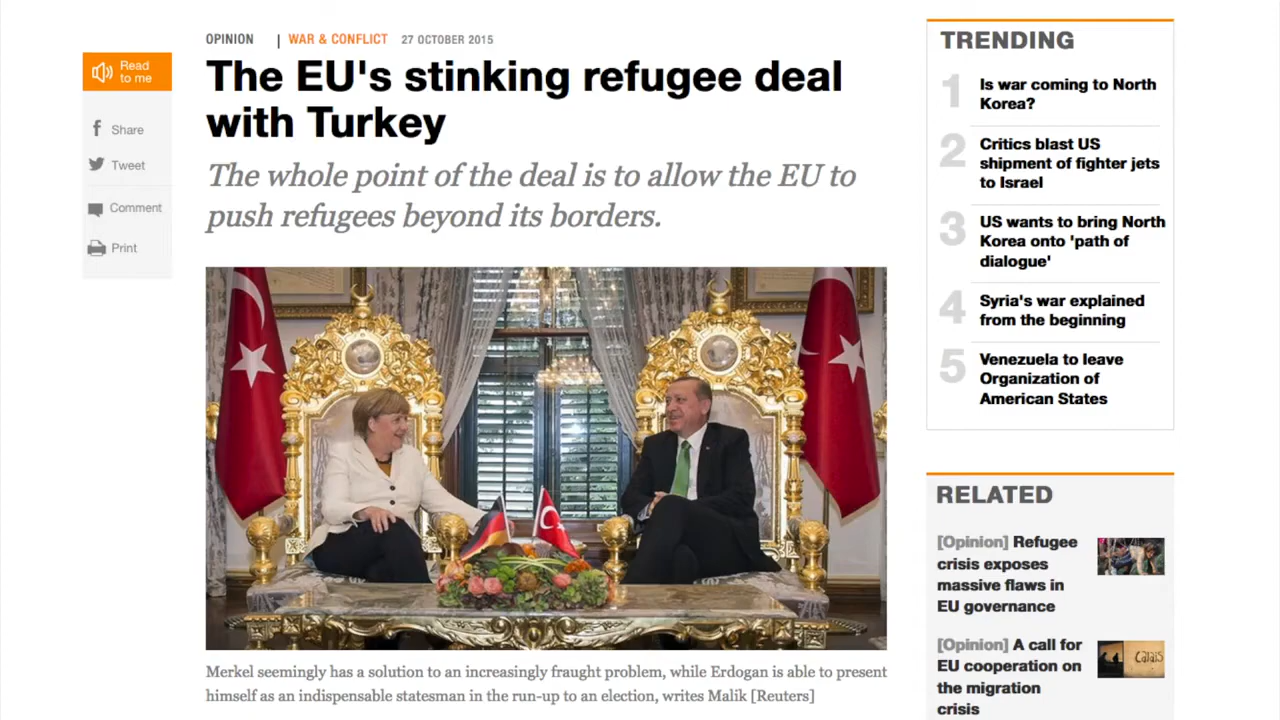 OPINION | WAR & CONFLICT 27 OCTOBER 2015
The EU's stinking refugee deal
with Turkey
The whole point of the deal is to allow the EU to
push refugees beyond its borders.
Read
to me
Share
Tweet
Comment
Print
Merkel seemingly has a solution to an increasingly fraught problem, while Erdogan is able to present
himself as an indispensable statesman in the run-up to an election, writes Malik [Reuters]
TRENDING
1
Is war coming to North
Korea?
2
Critics blast US
shipment of fighter jets
to Israel
3
US wants to bring North
Korea onto 'path of
dialogue'
4
Syria's war explained
from the beginning
5
Venezuela to leave
Organization of
American States
RELATED
[Opinion] Refugee
crisis exposes
massive flaws in
EU governance
[Opinion] A call for
EU cooperation on
the migration
crisis
Calais